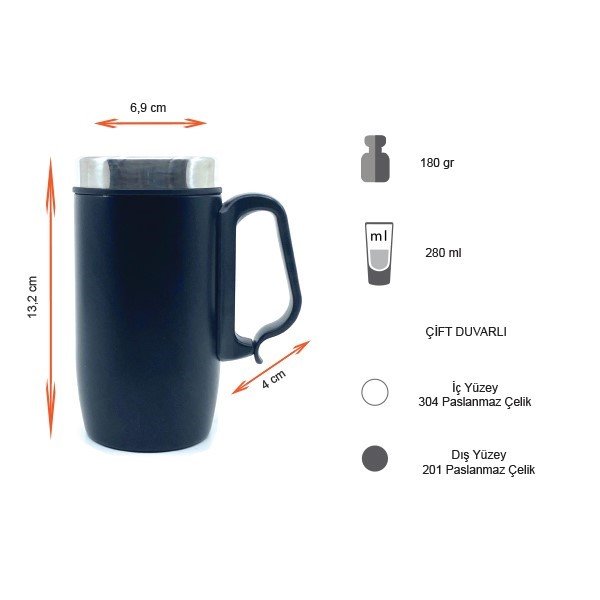 6,9 cm
13,2 cm
4 cm
180 gr
ml
280 ml
ÇİFT DUVARLI
İç Yüzey
304 Paslanmaz Çelik
Dış Yüzey
201 Paslanmaz Çelik